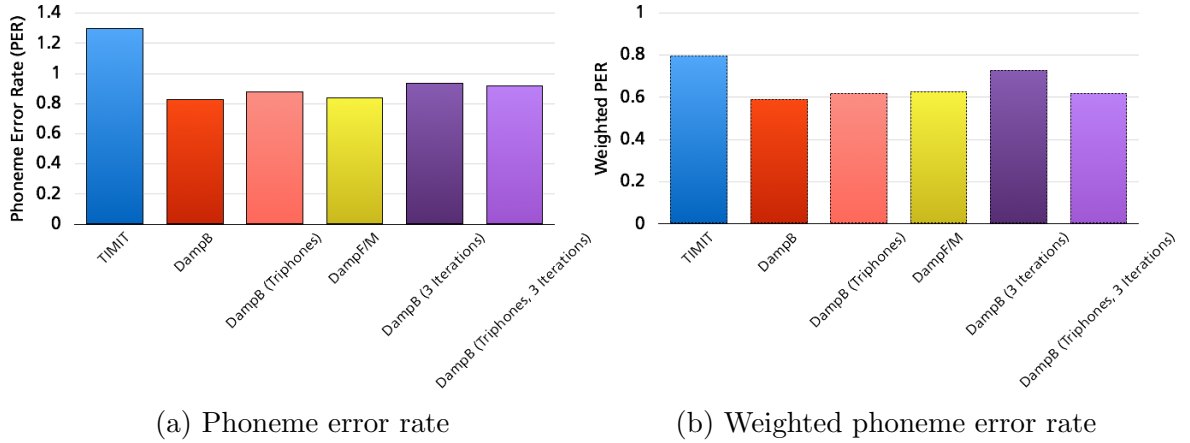 Phoneme Error Rate (PER)
1.4
1.2
1
0.8
0.6
0.4
0.2
0
TIMIT
DampB
DampB (Triphones)
DampF/M
DampB (3 Iterations)
DampB (Triphones, 3 Iterations)
(a) Phoneme error rate
Weighted PER
1
0.8
0.6
0.4
0.2
0
TIMIT
DampB
DampB (Triphones)
DampF/M
DampB (3 Iterations)
DampB (Triphones, 3 Iterations)
(b) Weighted phoneme error rate